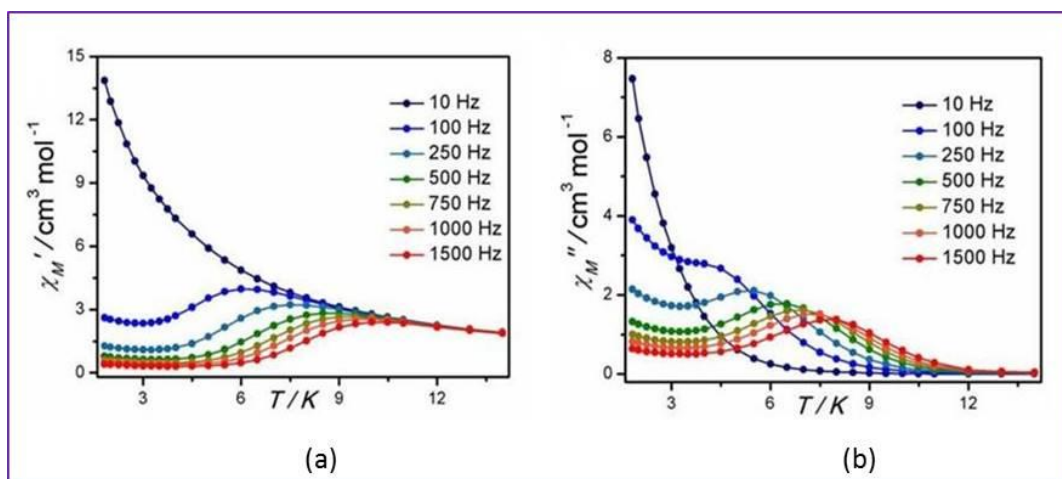 15
12
9
6
3
0
χM′/cm³ mol⁻¹
10 Hz
100 Hz
250 Hz
500 Hz
750 Hz
1000 Hz
1500 Hz
3
6
9
12
T/K
(a)
8
6
4
2
0
χM″/cm³ mol⁻¹
10 Hz
100 Hz
250 Hz
500 Hz
750 Hz
1000 Hz
1500 Hz
3
6
9
12
T/K
(b)